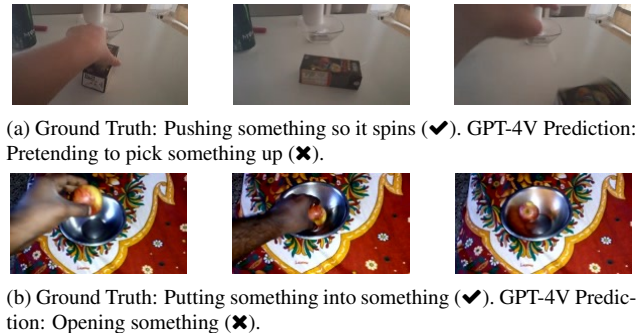 (a) Ground Truth: Pushing something so it spins (✔). GPT-4V Prediction:
Pretending to pick something up (✖).
(b) Ground Truth: Putting something into something (✔). GPT-4V Predic-
tion: Opening something (✖).